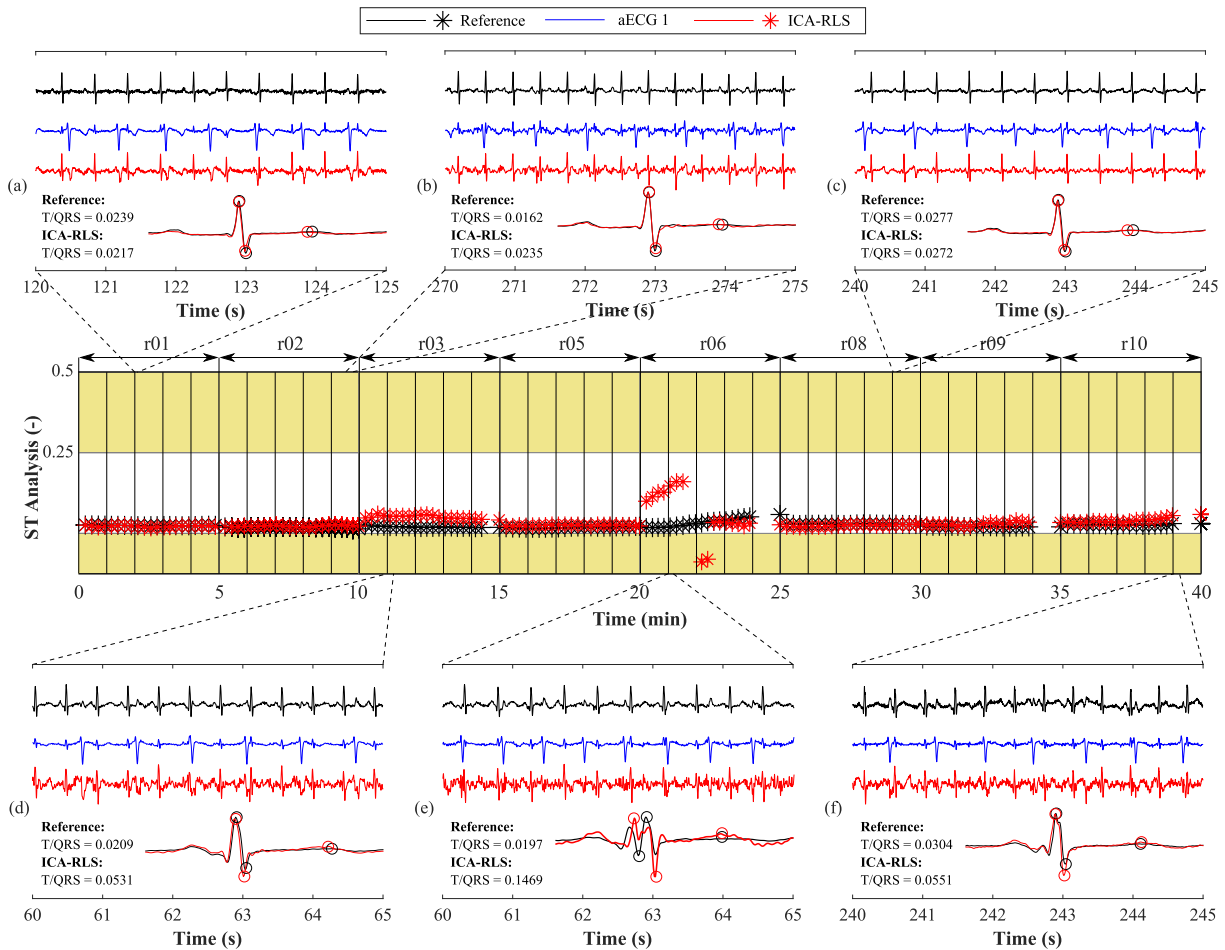 Reference aECG 1 ICA-RLS
(a)
Reference:
T/QRS = 0.0239
ICA-RLS:
T/QRS = 0.0217
120 121 122 123 124 125
Time (s)
(b)
Reference:
T/QRS = 0.0162
ICA-RLS:
T/QRS = 0.0235
270 271 272 273 274 275
Time (s)
(c)
Reference:
T/QRS = 0.0277
ICA-RLS:
T/QRS = 0.0272
240 241 242 243 244 245
Time (s)
r01 r02 r03 r05 r06 r08 r09 r10
0.5
0.25
0
ST Analysis (-)
0 5 10 15 20 25 30 35 40
Time (min)
(d)
Reference:
T/QRS = 0.0209
ICA-RLS:
T/QRS = 0.0531
60 61 62 63 64 65
Time (s)
(e)
Reference:
T/QRS = 0.0197
ICA-RLS:
T/QRS = 0.1469
60 61 62 63 64 65
Time (s)
(f)
Reference:
T/QRS = 0.0304
ICA-RLS:
T/QRS = 0.0551
240 241 242 243 244 245
Time (s)